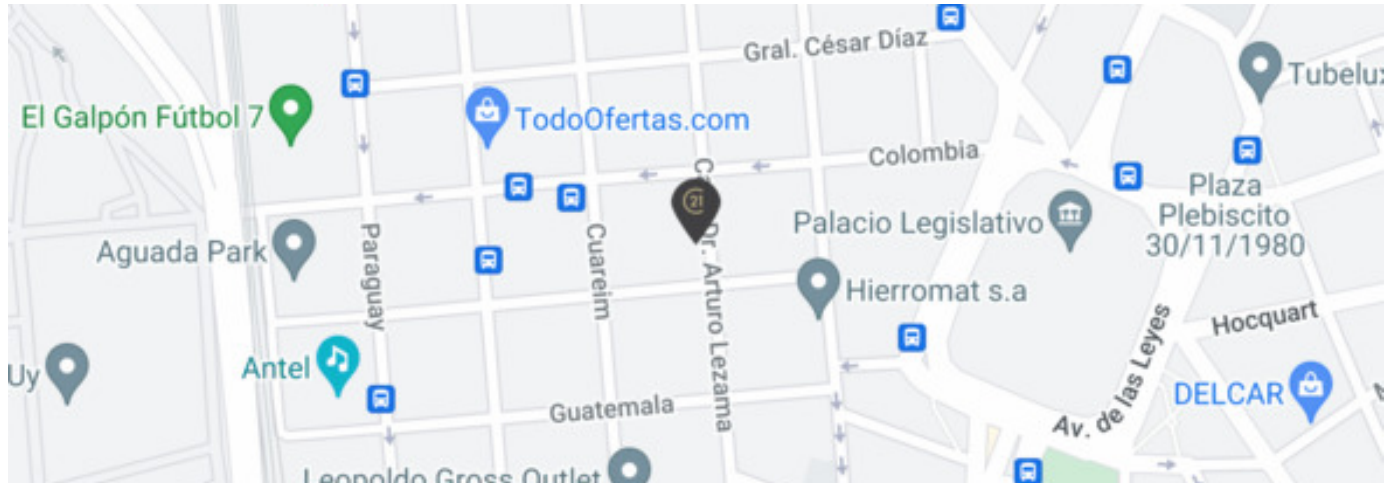 Gral. César Díaz
Tubelux
El Galpón Fútbol 7
TodoOfertas.com
Colombia
21
Plaza
Plebiscito
30/11/1980
Palacio Legislativo
Aguada Park
Paraguay
Cuareim
Dr. Arturo Lezama
Hierromat s.a
Hocquart
Uy
Antel
DELCAR
Guatemala
Av. de las Leyes
Leopoldo Gross Outlet